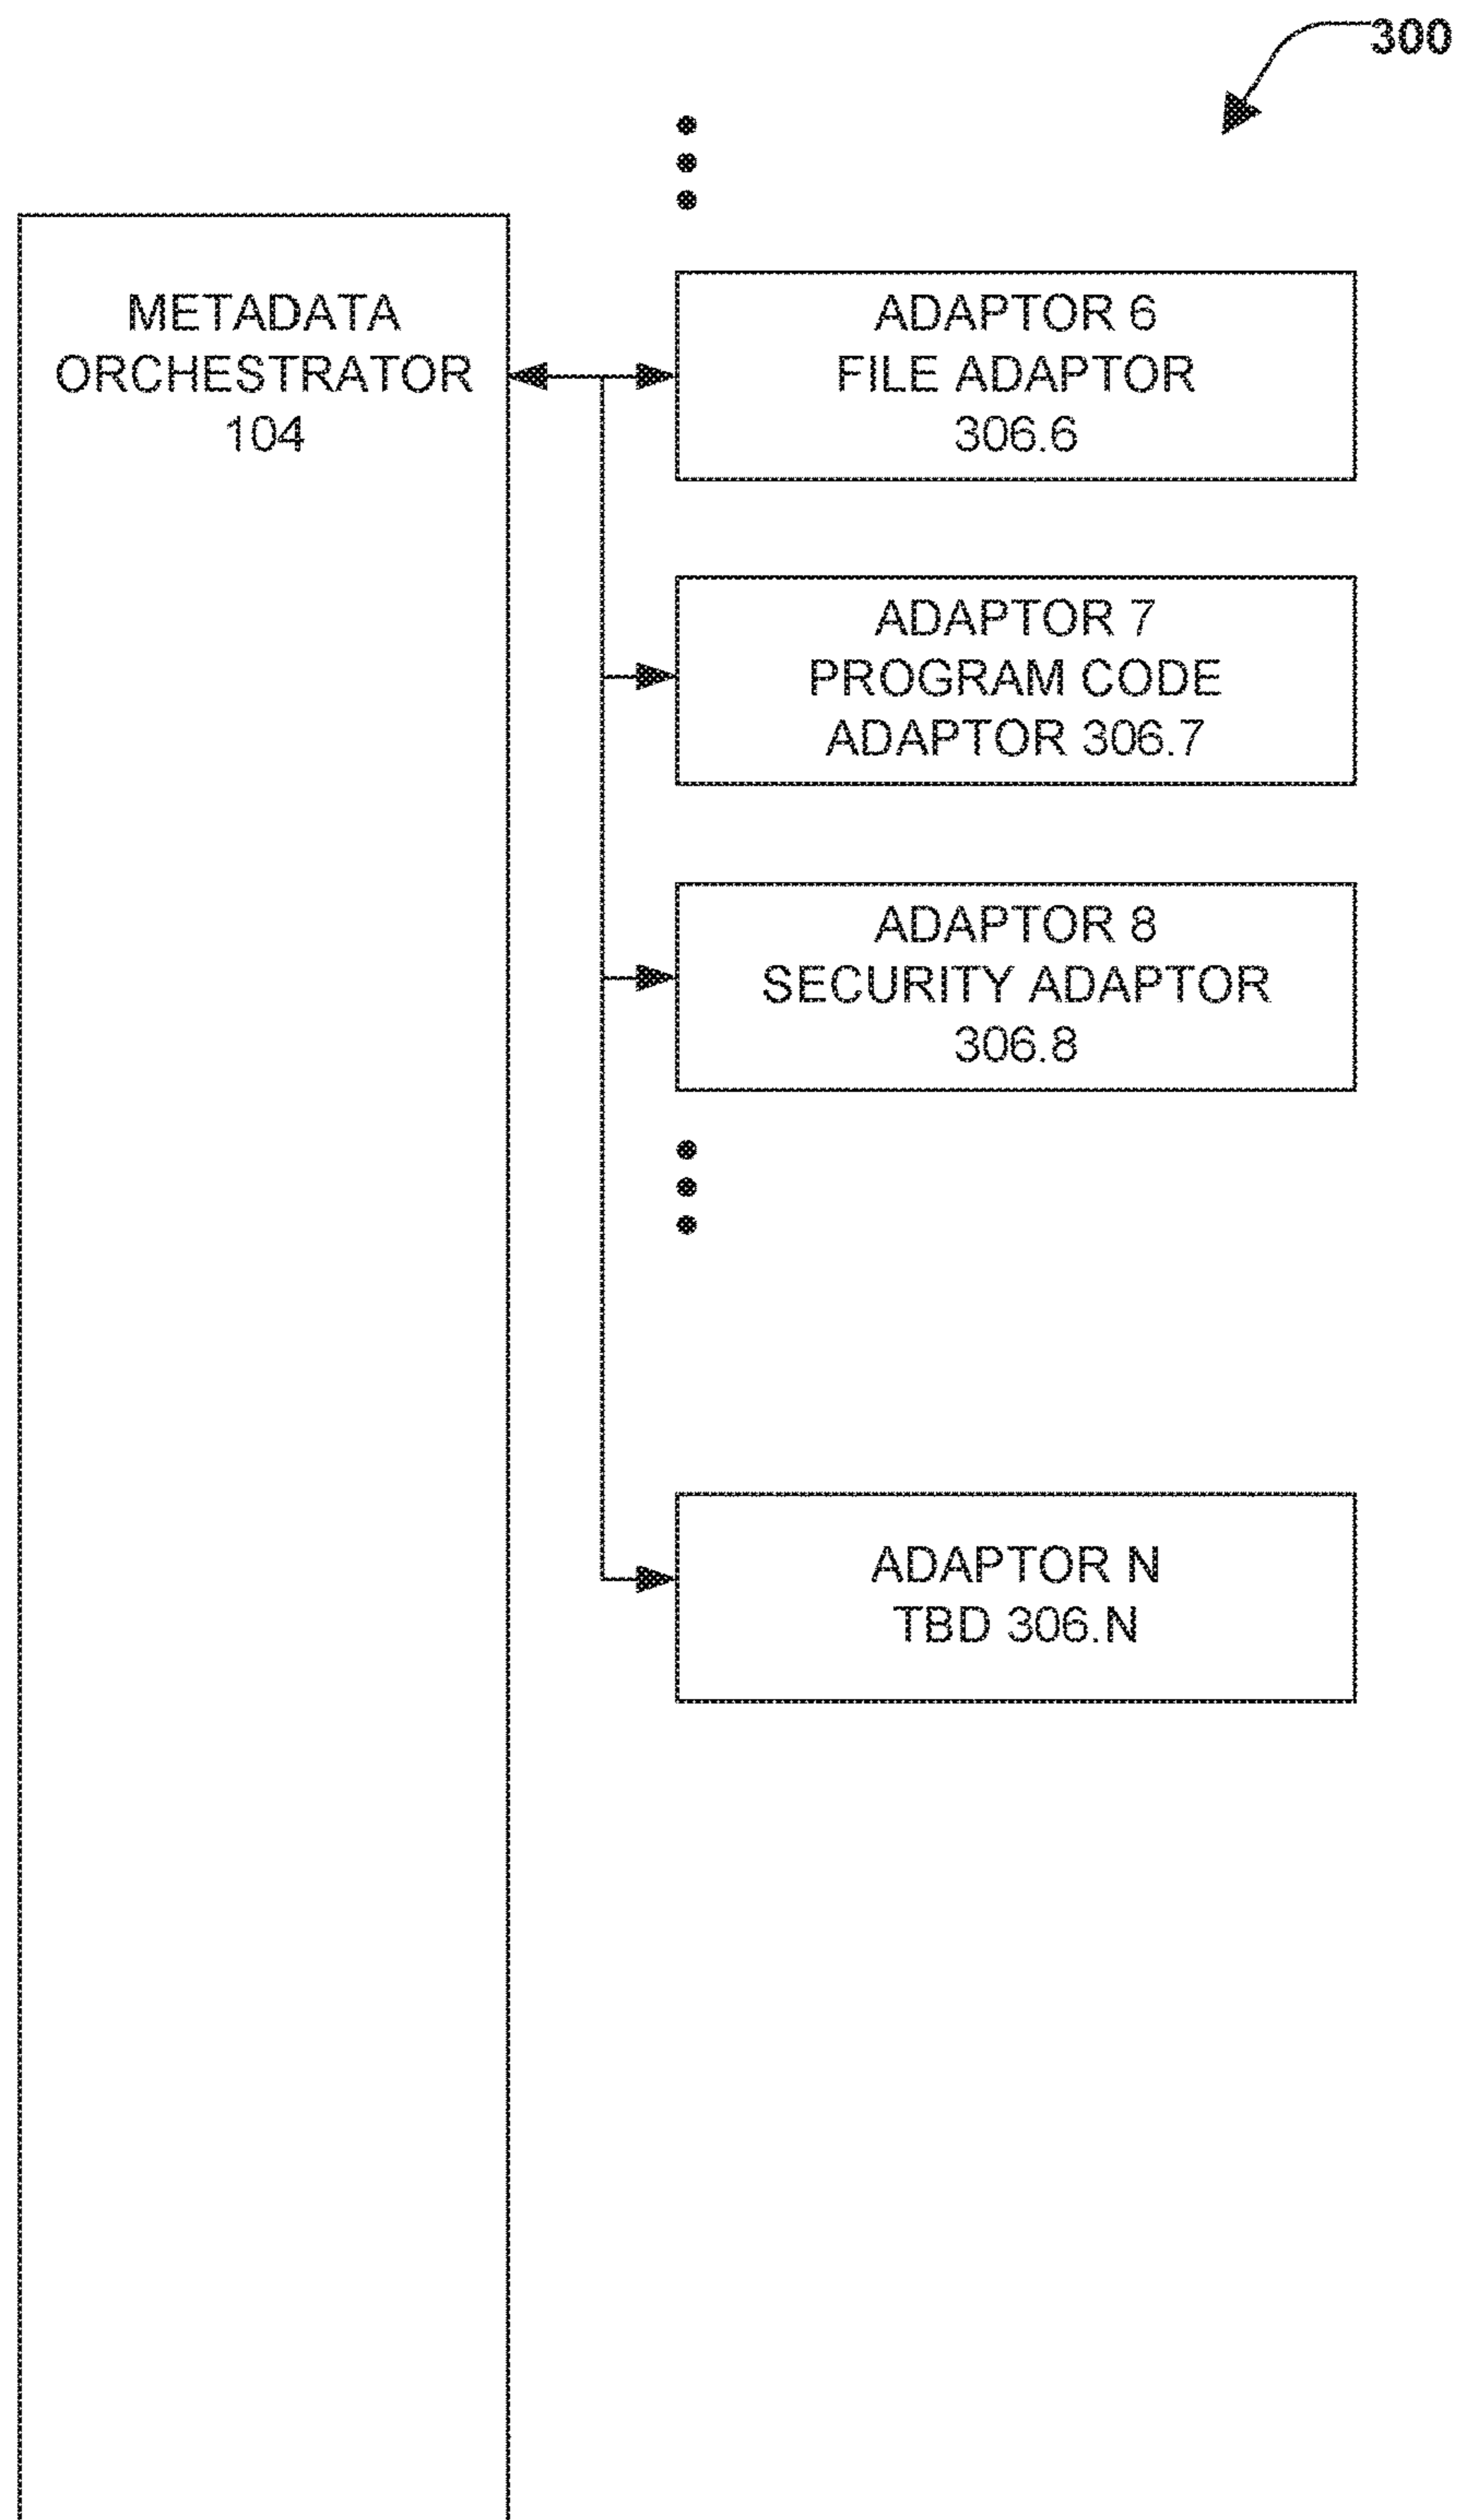 300
METADATA
ORCHESTRATOR
104
ADAPTOR 6
FILE ADAPTOR
306.6
ADAPTOR 7
PROGRAM CODE
ADAPTOR 306.7
ADAPTOR 8
SECURITY ADAPTOR
306.8
ADAPTOR N
TBD 306.N